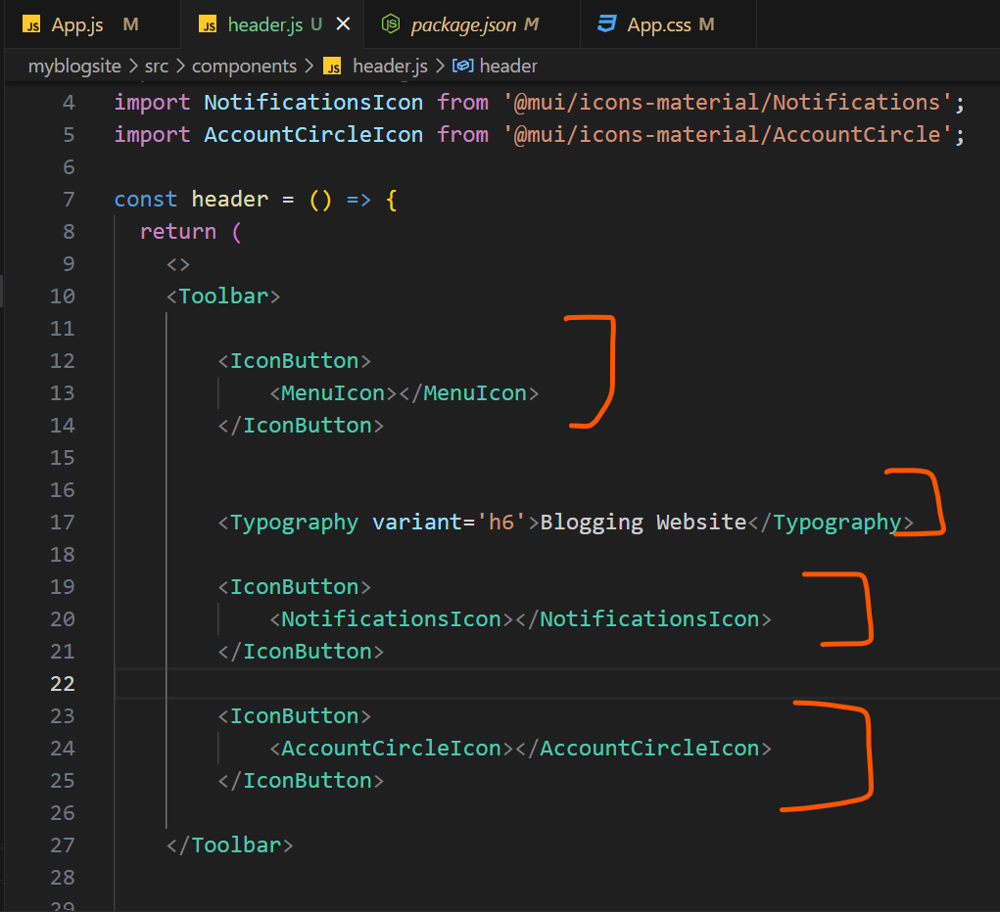 JS App.js M
JS header.js U
package.json M
App.css M
myblogsite > src > components > JS header.js > header
4 import NotificationsIcon from '@mui/icons-material/Notifications';
5 import AccountCircleIcon from '@mui/icons-material/AccountCircle';
6
7 const header = () => {
8 return (
9 <>
10 <Toolbar>
11
12 <IconButton>
13 <MenuIcon></MenuIcon>
14 </IconButton>
15
16
17 <Typography variant='h6'>Blogging Website</Typography>
18
19 <IconButton>
20 <NotificationsIcon></NotificationsIcon>
21 </IconButton>
22
23 <IconButton>
24 <AccountCircleIcon></AccountCircleIcon>
25 </IconButton>
26
27 </Toolbar>
28
29